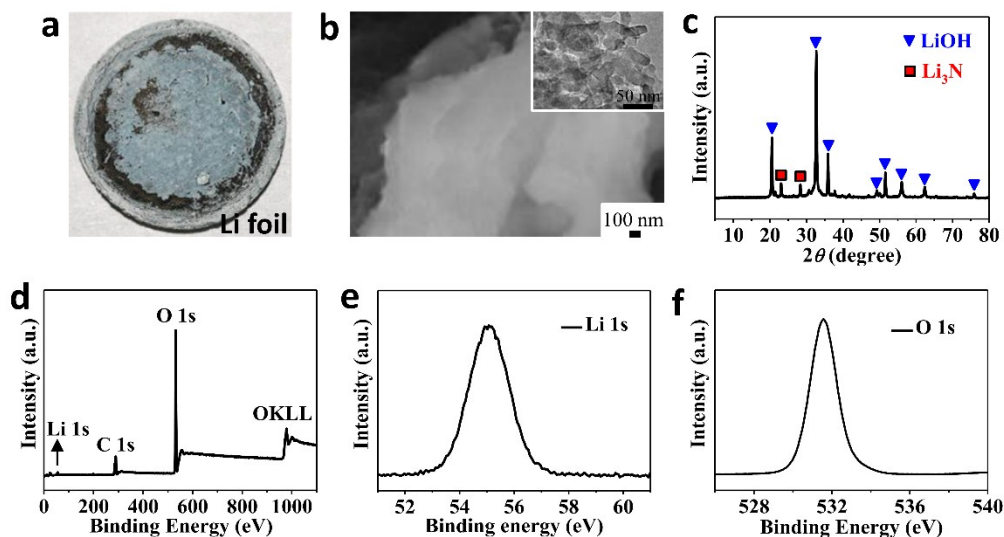 a
Li foil
b
50 nm
100 nm
c
Intensity (a.u.)
LiOH
Li₃N
10 20 30 40 50 60 70 80
2θ (degree)
d
Intensity (a.u.)
Li 1s
C 1s
O 1s
OKLL
0 200 400 600 800 1000
Binding Energy (eV)
e
Intensity (a.u.)
Li 1s
52 54 56 58 60
Binding energy (eV)
f
Intensity (a.u.)
O 1s
528 532 536 540
Binding Energy (eV)